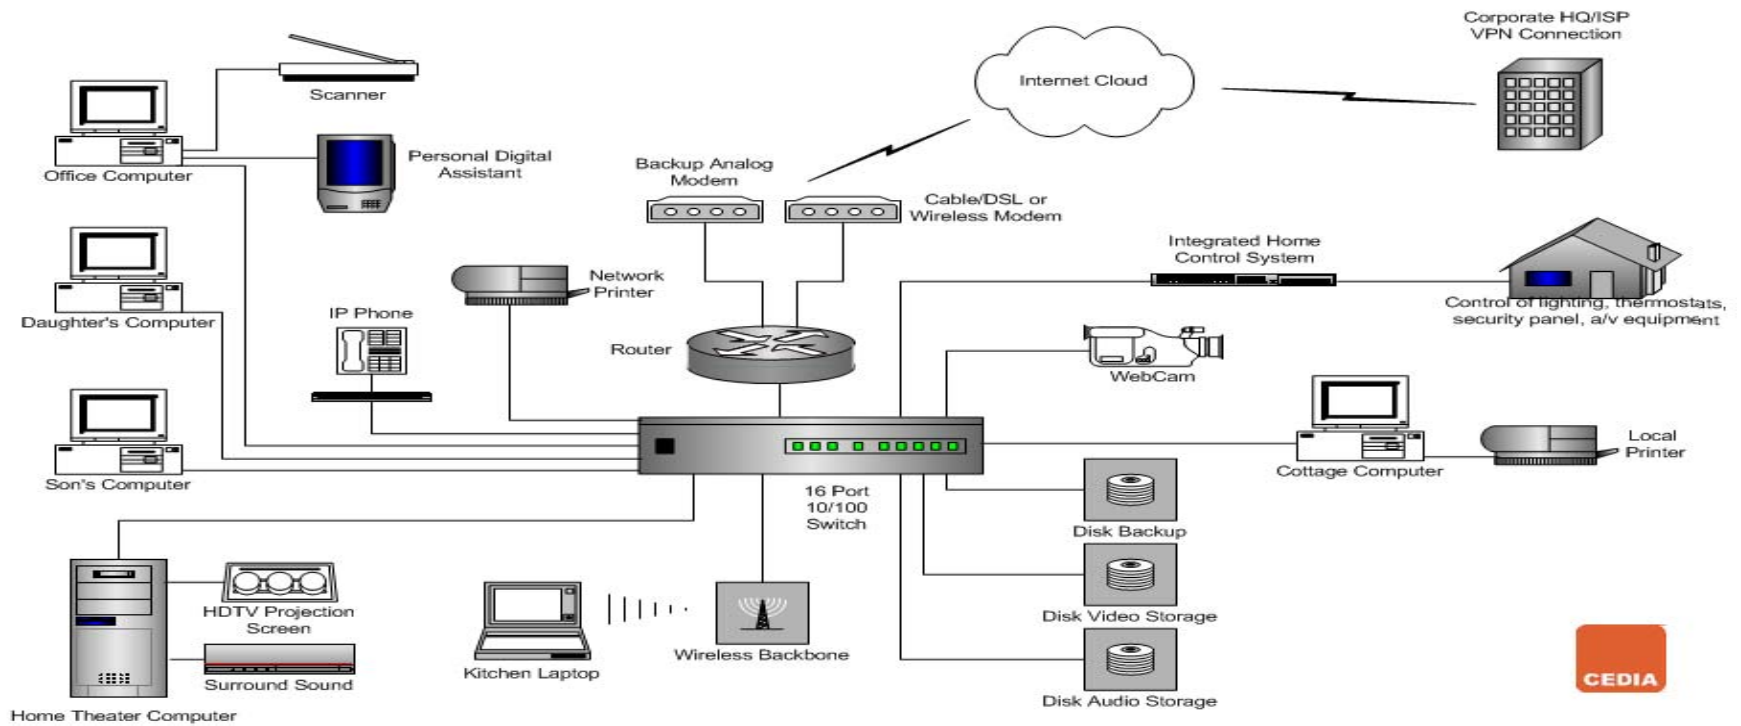 Corporate HQ/ISP
VPN Connection
Internet Cloud
Scanner
Personal Digital
Assistant
Office Computer
Backup Analog
Modem
Cable/DSL or
Wireless Modem
Integrated Home
Control System
Control of lighting, thermostats,
security panel, a/v equipment
Network
Printer
IP Phone
Daughter's Computer
Router
WebCam
Local
Printer
Cottage Computer
Son's Computer
16 Port
10/100
Switch
Disk Backup
HDTV Projection
Screen
Disk Video Storage
Wireless Backbone
Kitchen Laptop
Surround Sound
Disk Audio Storage
Home Theater Computer
CEDIA